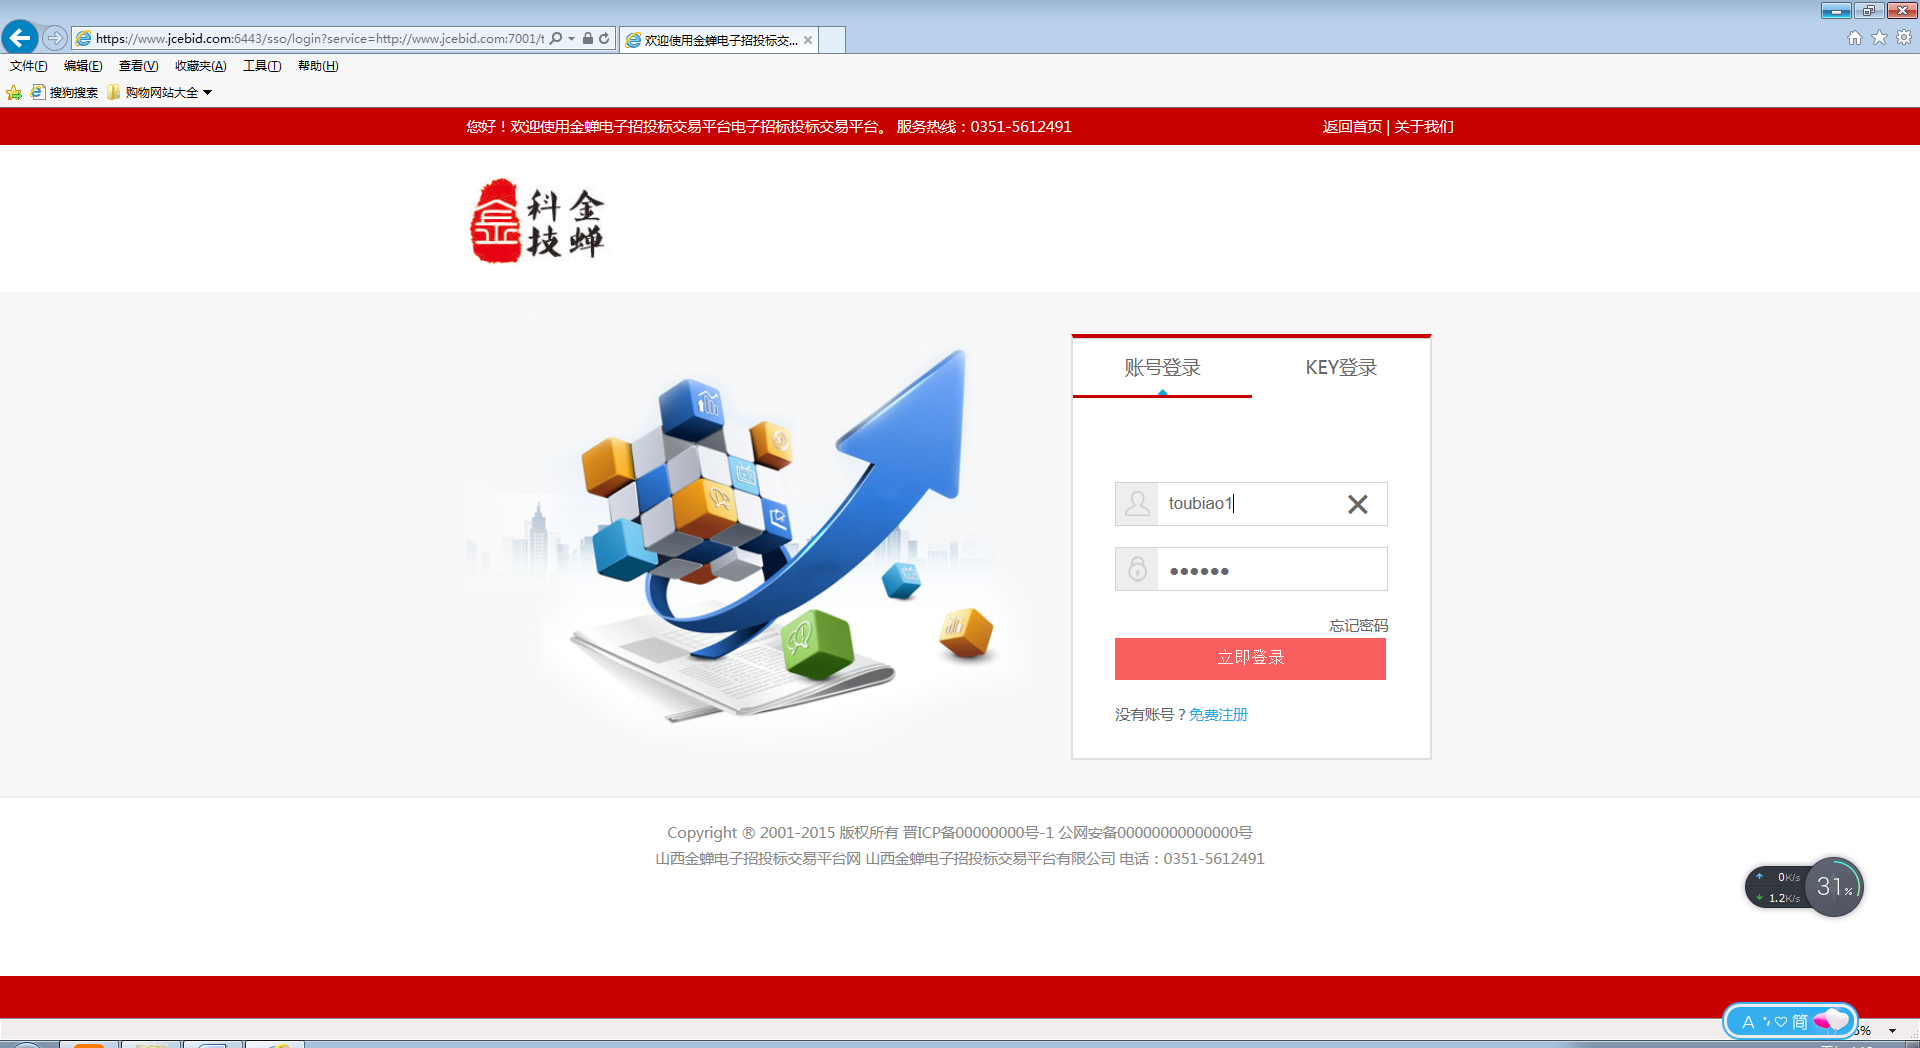 https://www.jcebid.com:6443/sso/login?service=http://www.jcebid.com:7001/t
欢迎使用金蝉电子招投标交...
文件(F) 编辑(E) 查看(V) 收藏夹(A) 工具(T) 帮助(H)
搜狗搜索 购物网站大全
您好！欢迎使用金蝉电子招投标交易平台电子招标投标交易平台。 服务热线：0351-5612491
返回首页 | 关于我们
科金
技蝉
账号登录 KEY登录
toubiao1
●●●●●●
忘记密码
立即登录
没有账号？免费注册
Copyright ® 2001-2015 版权所有 晋ICP备00000000号-1 公网安备00000000000000号
山西金蝉电子招投标交易平台网 山西金蝉电子招投标交易平台有限公司 电话：0351-5612491
0K/s
1.2K/s
31%
A 简